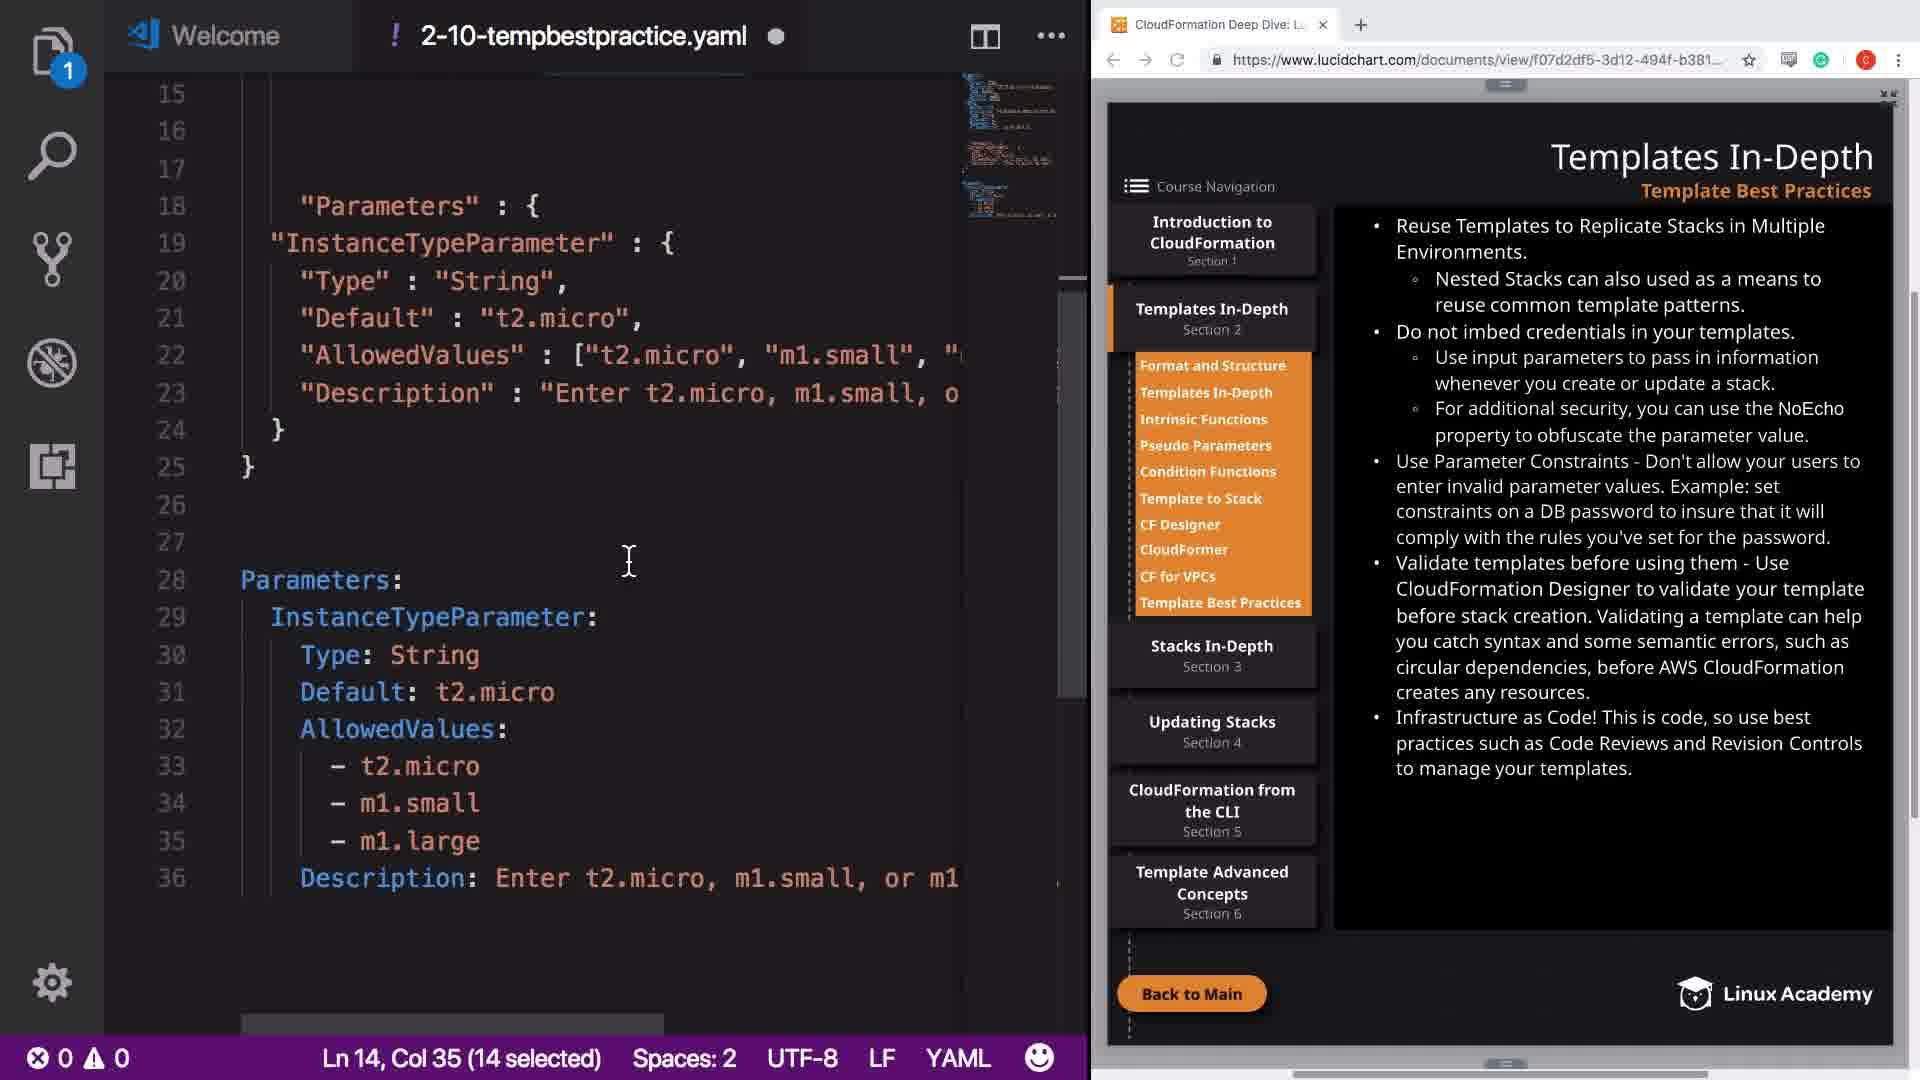 Welcome
! 2-10-tempbestpractice.yaml
1
15
16
17
18 "Parameters" : {
19 "InstanceTypeParameter" : {
20 "Type" : "String",
21 "Default" : "t2.micro",
22 "AllowedValues" : ["t2.micro", "m1.small", "
23 "Description" : "Enter t2.micro, m1.small, o
24 }
25 }
26
27
28 Parameters:
29 InstanceTypeParameter:
30 Type: String
31 Default: t2.micro
32 AllowedValues:
33 - t2.micro
34 - m1.small
35 - m1.large
36 Description: Enter t2.micro, m1.small, or m1
0 0 Ln 14, Col 35 (14 selected) Spaces: 2 UTF-8 LF YAML
CloudFormation Deep Dive: L
https://www.lucidchart.com/documents/view/f07d2df5-3d12-494f-b381...
C
Templates In-Depth
Template Best Practices
Course Navigation
Introduction to
CloudFormation
Section 1
Templates In-Depth
Section 2
Format and Structure
Templates In-Depth
Intrinsic Functions
Pseudo Parameters
Condition Functions
Template to Stack
CF Designer
CloudFormer
CF for VPCs
Template Best Practices
Stacks In-Depth
Section 3
Updating Stacks
Section 4
CloudFormation from
the CLI
Section 5
Template Advanced
Concepts
Section 6
Back to Main
• Reuse Templates to Replicate Stacks in Multiple
Environments.
◦ Nested Stacks can also used as a means to
reuse common template patterns.
• Do not imbed credentials in your templates.
◦ Use input parameters to pass in information
whenever you create or update a stack.
◦ For additional security, you can use the NoEcho
property to obfuscate the parameter value.
• Use Parameter Constraints - Don't allow your users to
enter invalid parameter values. Example: set
constraints on a DB password to insure that it will
comply with the rules you've set for the password.
• Validate templates before using them - Use
CloudFormation Designer to validate your template
before stack creation. Validating a template can help
you catch syntax and some semantic errors, such as
circular dependencies, before AWS CloudFormation
creates any resources.
• Infrastructure as Code! This is code, so use best
practices such as Code Reviews and Revision Controls
to manage your templates.
Linux Academy